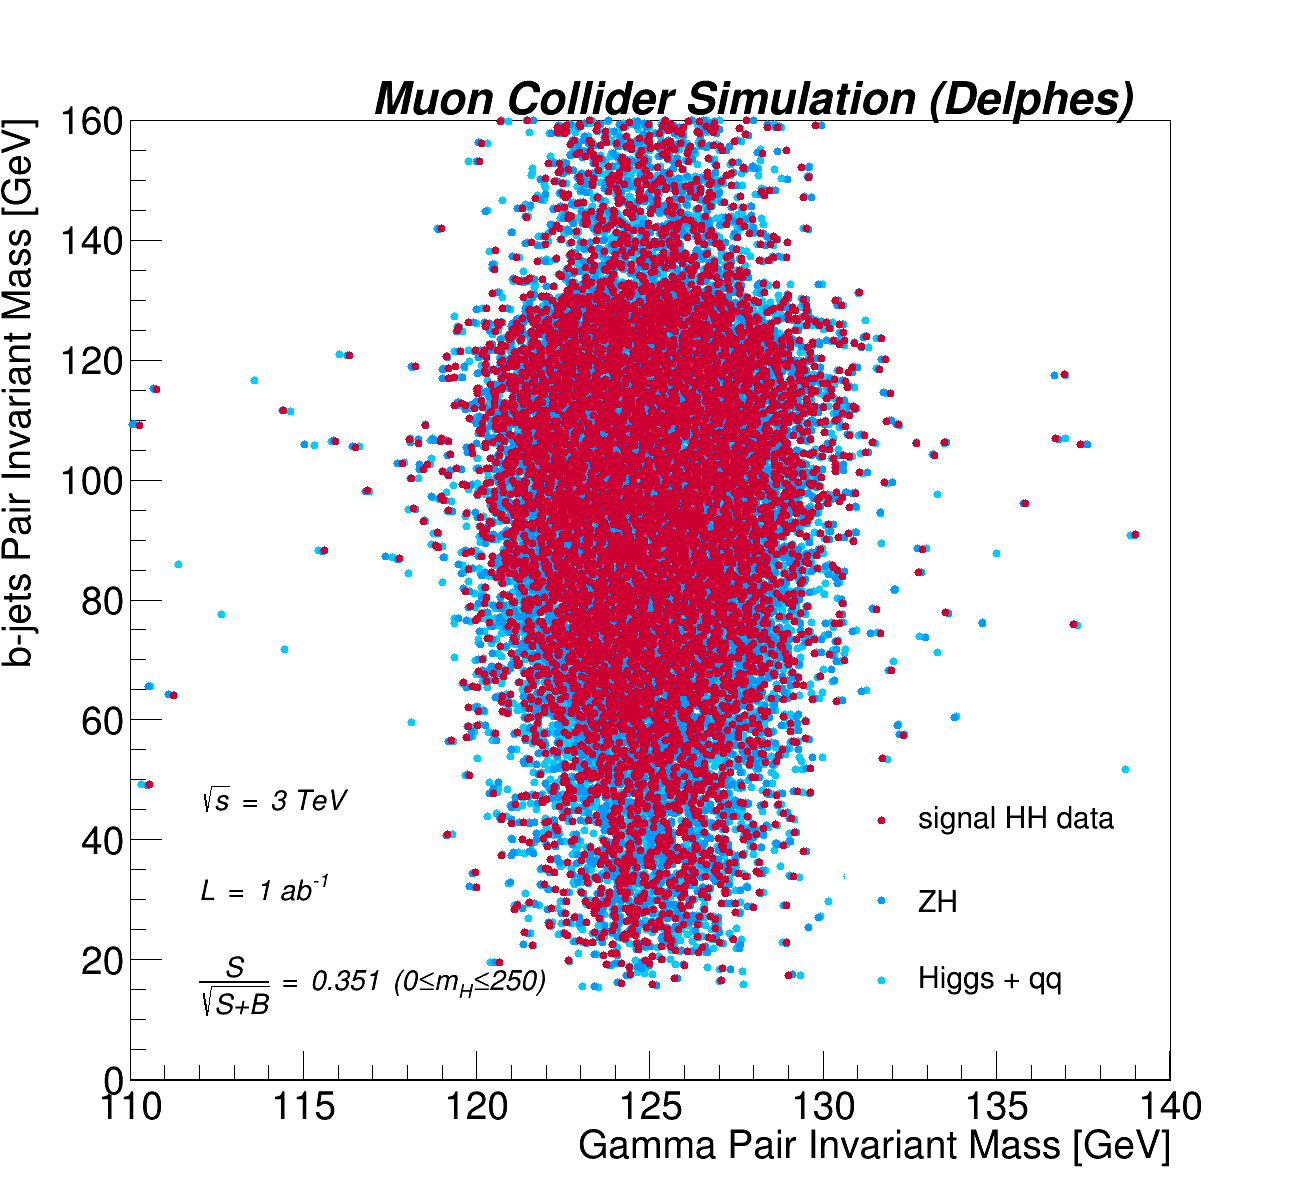 Muon Collider Simulation (Delphes)
b-jets Pair Invariant Mass [GeV]
160
140
120
100
80
60
40
20
0
√s = 3 TeV
L = 1 ab⁻¹
S/√S+B = 0.351 (0≤m_H≤250)
signal HH data
ZH
Higgs + qq
110 115 120 125 130 135 140
Gamma Pair Invariant Mass [GeV]